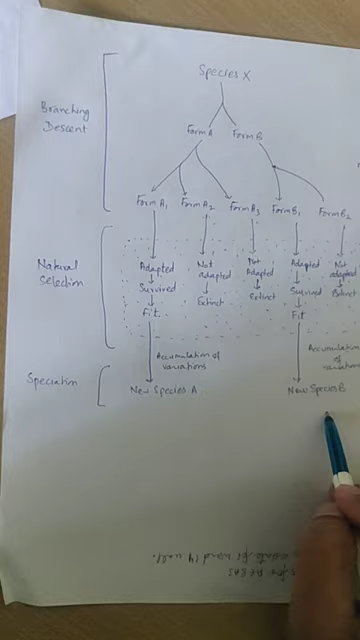 Species X
Branching
Descent
Form A Form B
Form A1 Form A2 Form A3 Form B1 Form B2
Natural
Selection
Adapted
Survived
Fit
Not
adapted
Extinct
Not
Adapted
Extinct
Adapted
Survived
Fit
Not
adapted
Extinct
Accumulation of
variations
Accumulation
of variations
Speciation
New Species A
New Species B